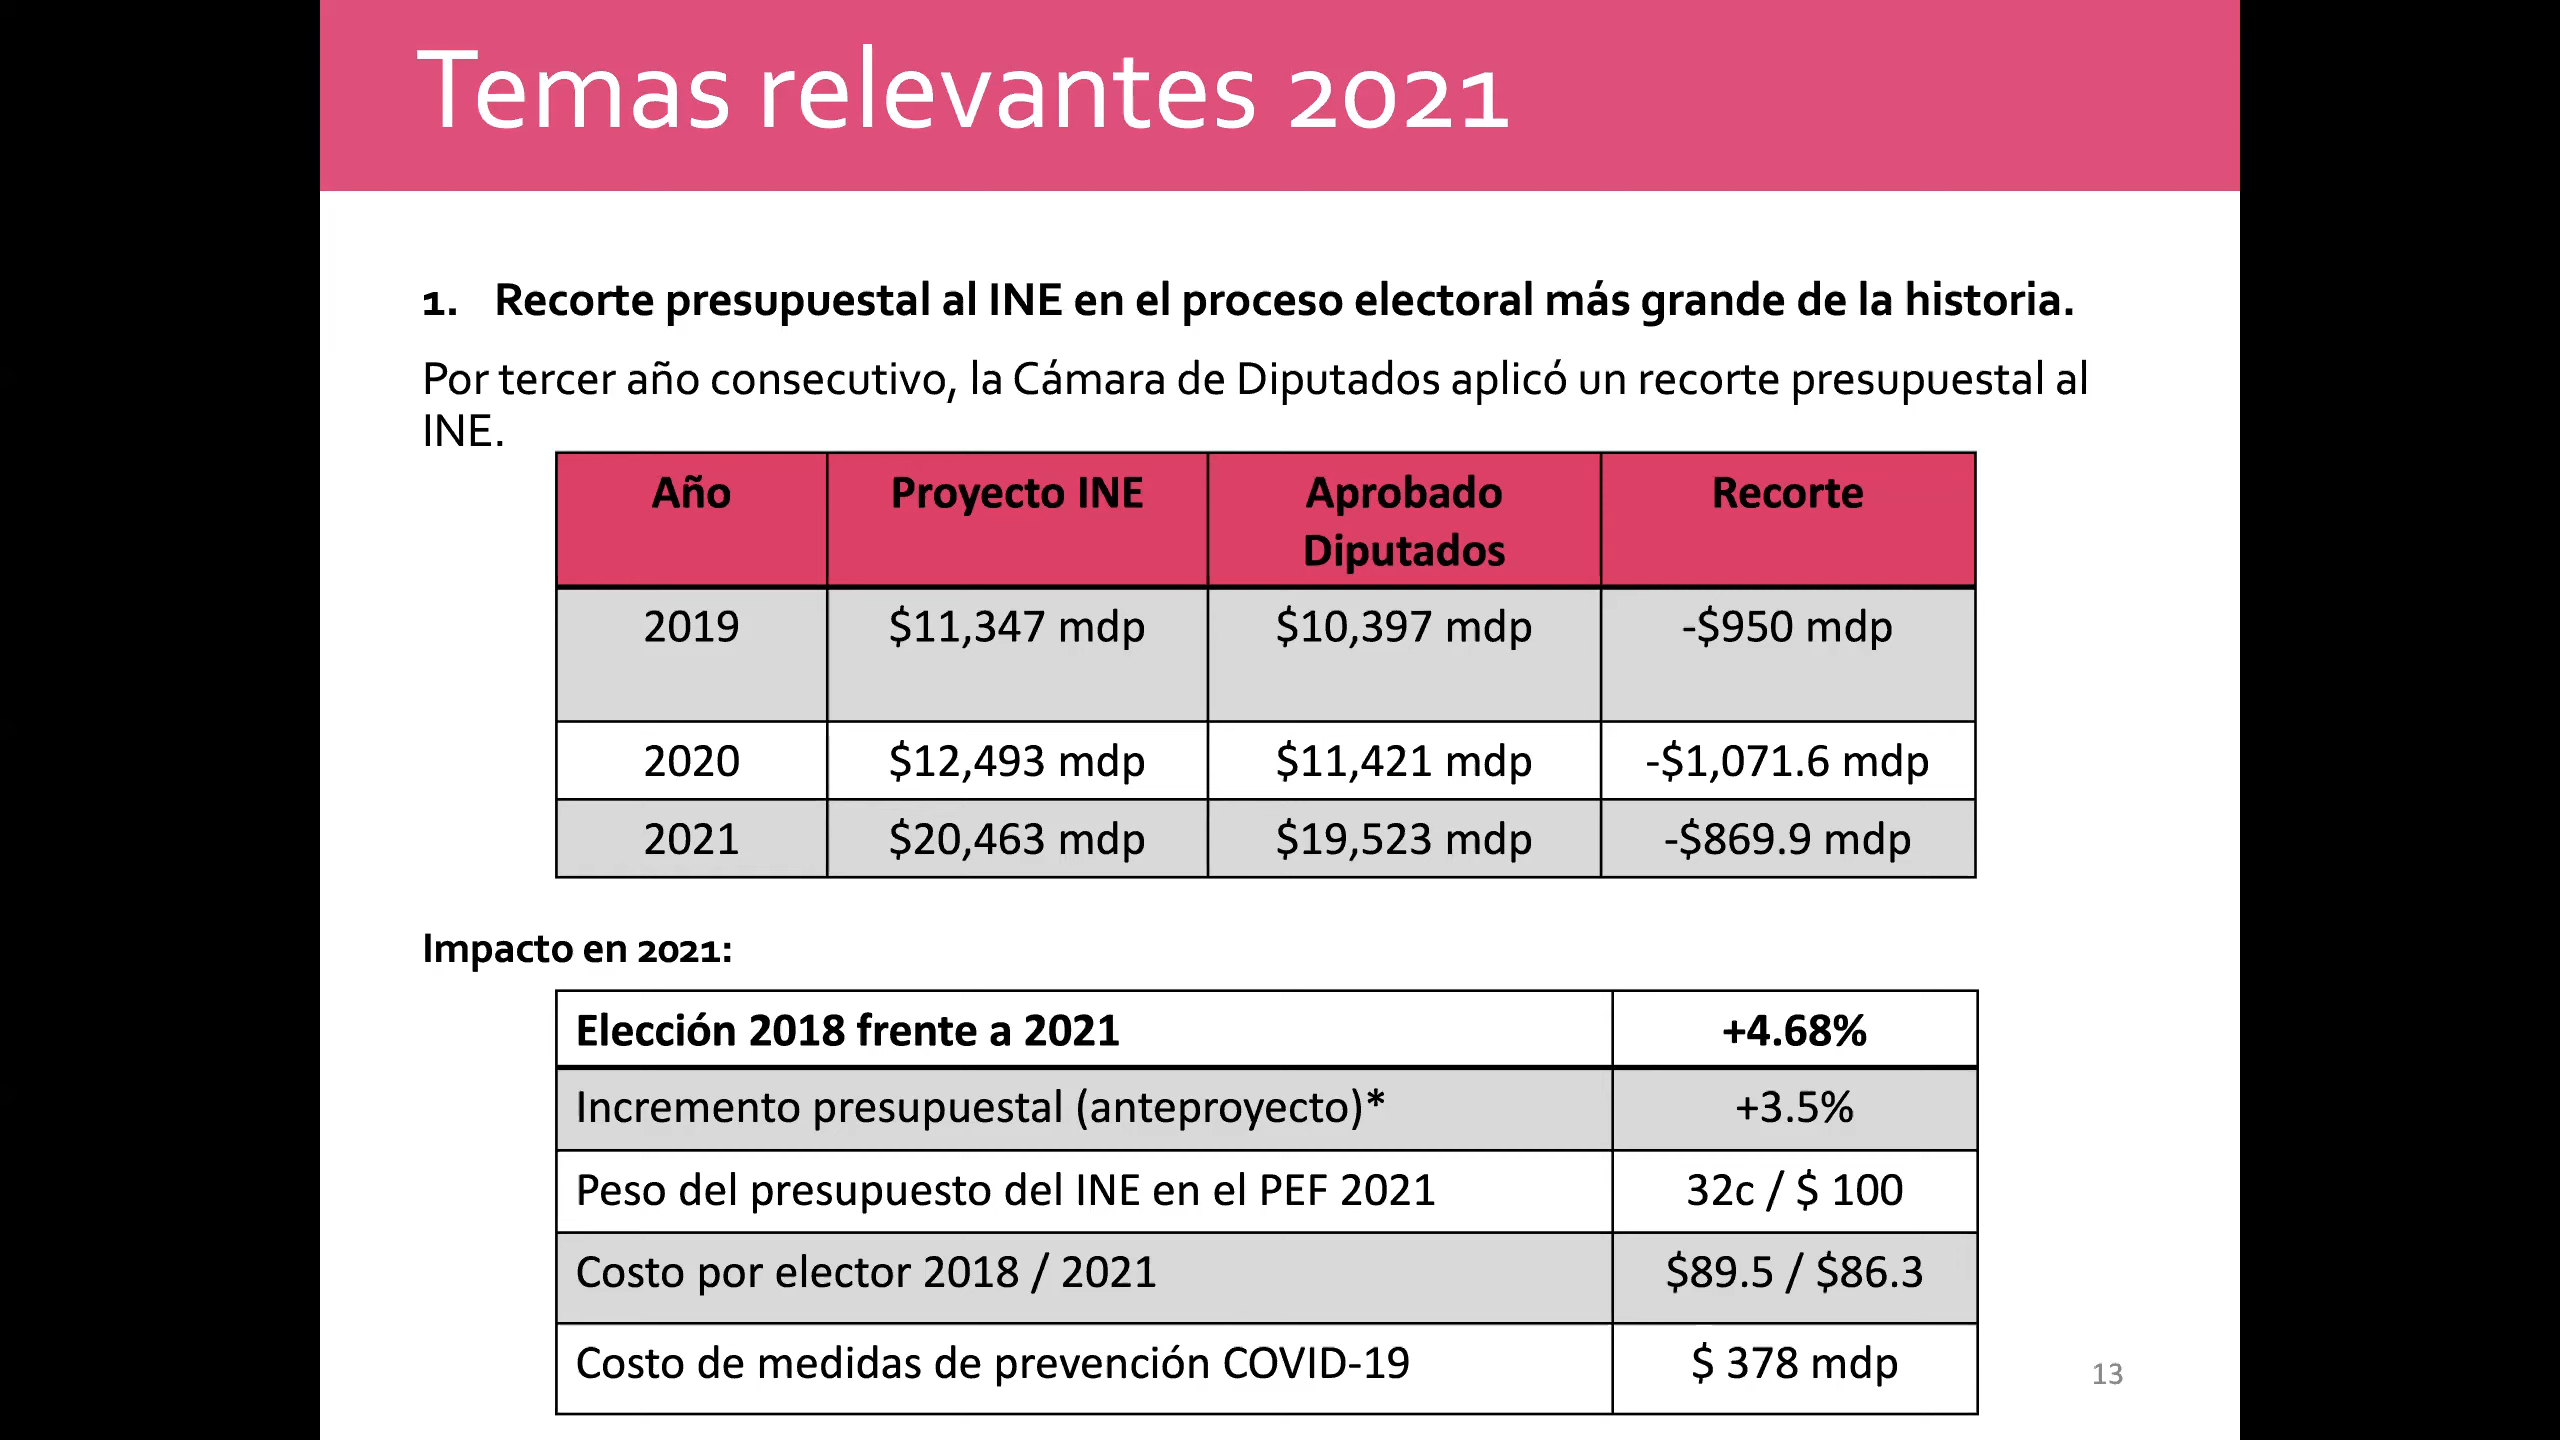 Temas relevantes 2021
1. Recorte presupuestal al INE en el proceso electoral más grande de la historia.
Por tercer año consecutivo, la Cámara de Diputados aplicó un recorte presupuestal al
INE.
Año Proyecto INE Aprobado Diputados Recorte
2019 $11,347 mdp $10,397 mdp -$950 mdp
2020 $12,493 mdp $11,421 mdp -$1,071.6 mdp
2021 $20,463 mdp $19,523 mdp -$869.9 mdp
Impacto en 2021:
Elección 2018 frente a 2021 +4.68%
Incremento presupuestal (anteproyecto)* +3.5%
Peso del presupuesto del INE en el PEF 2021 32c / $ 100
Costo por elector 2018 / 2021 $89.5 / $86.3
Costo de medidas de prevención COVID-19 $ 378 mdp
13